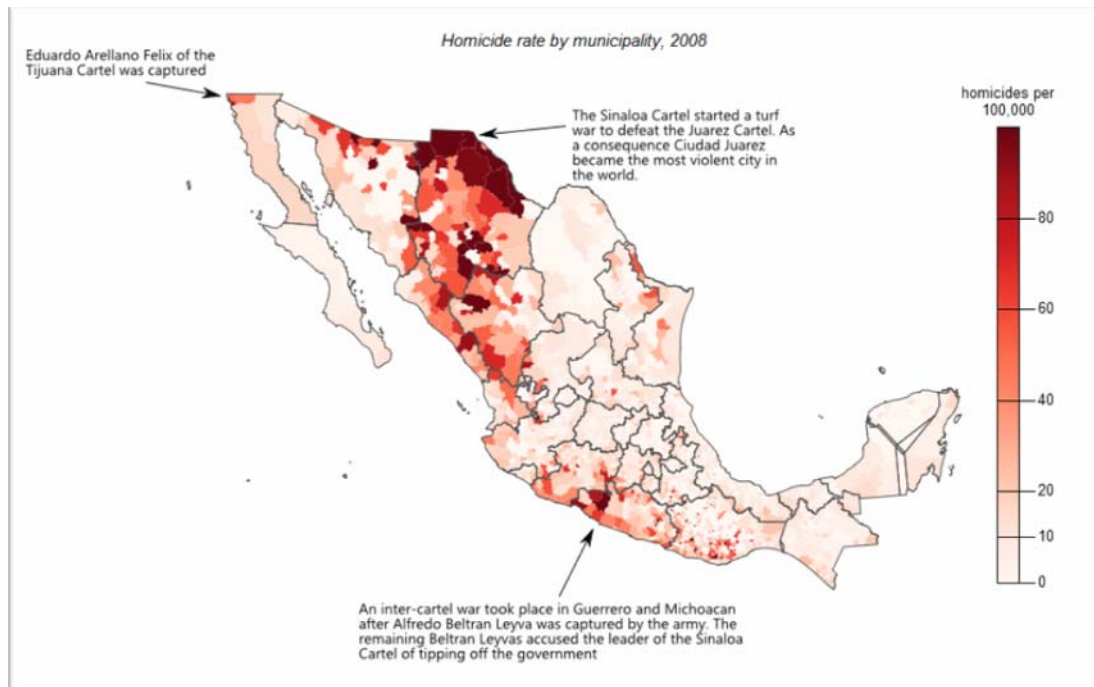 Homicide rate by municipality, 2008
Eduardo Arellano Felix of the
Tijuana Cartel was captured
The Sinaloa Cartel started a turf
war to defeat the Juarez Cartel. As
a consequence Ciudad Juarez
became the most violent city in
the world.
homicides per
100,000
80
60
40
20
10
0
An inter-cartel war took place in Guerrero and Michoacan
after Alfredo Beltran Leyva was captured by the army. The
remaining Beltran Leyvas accused the leader of the Sinaloa
Cartel of tipping off the government